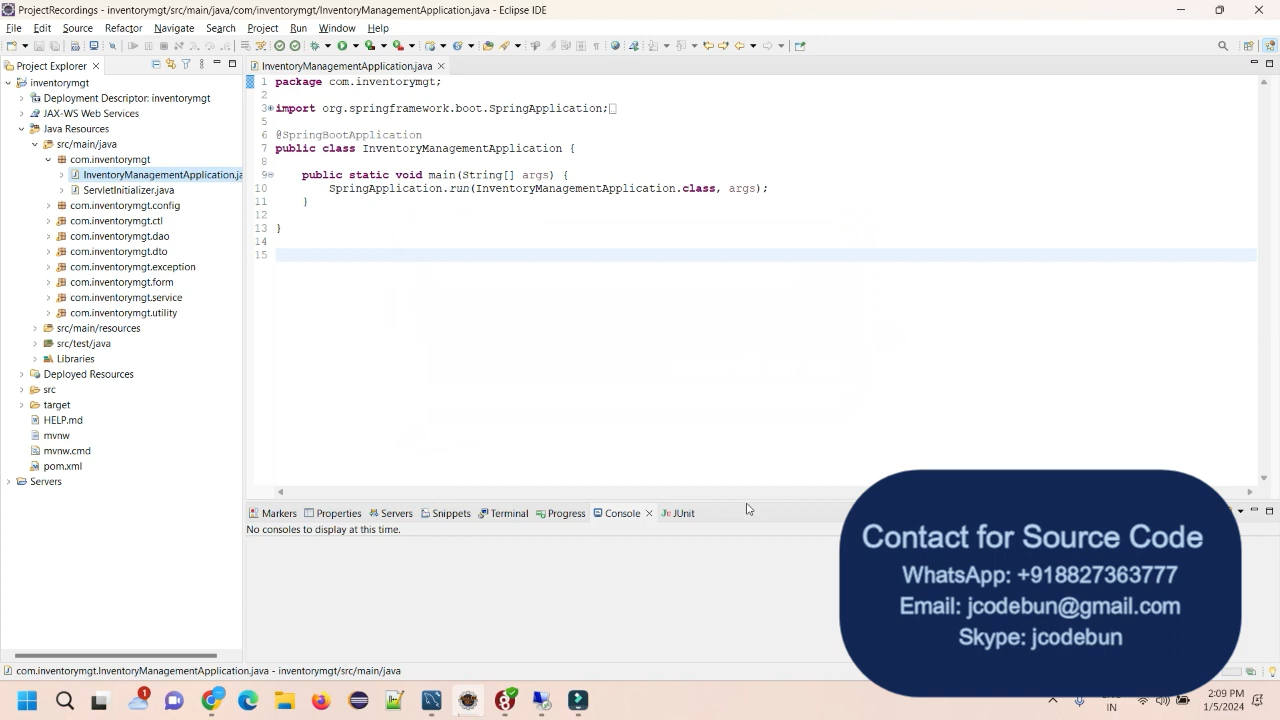 ProjectRecordings - inventorymgt/src/main/java/com/inventorymgt/InventoryManagementApplication.java - Eclipse IDE
File Edit Source Refactor Navigate Search Project Run Window Help
Project Explorer
inventorymgt
Deployment Descriptor: inventorymgt
JAX-WS Web Services
Java Resources
src/main/java
com.inventorymgt
InventoryManagementApplication.ja
ServletInitializer.java
com.inventorymgt.config
com.inventorymgt.ctl
com.inventorymgt.dao
com.inventorymgt.dto
com.inventorymgt.exception
com.inventorymgt.form
com.inventorymgt.service
com.inventorymgt.utility
src/main/resources
src/test/java
Libraries
Deployed Resources
src
target
HELP.md
mvnw
mvnw.cmd
pom.xml
Servers
InventoryManagementApplication.java
1 package com.inventorymgt;
2
3 import org.springframework.boot.SpringApplication;
5
6 @SpringBootApplication
7 public class InventoryManagementApplication {
8
9 public static void main(String[] args) {
10 SpringApplication.run(InventoryManagementApplication.class, args);
11 }
12
13 }
14
15
Markers Properties Servers Snippets Terminal Progress Console JUnit
No consoles to display at this time.
Contact for Source Code
WhatsApp: +918827363777
Email: jcodebun@gmail.com
Skype: jcodebun
com.inventorymgt.InventoryManagementApplication.java - inventorymgt/src/main/java
1
IN
2:09 PM
1/5/2024